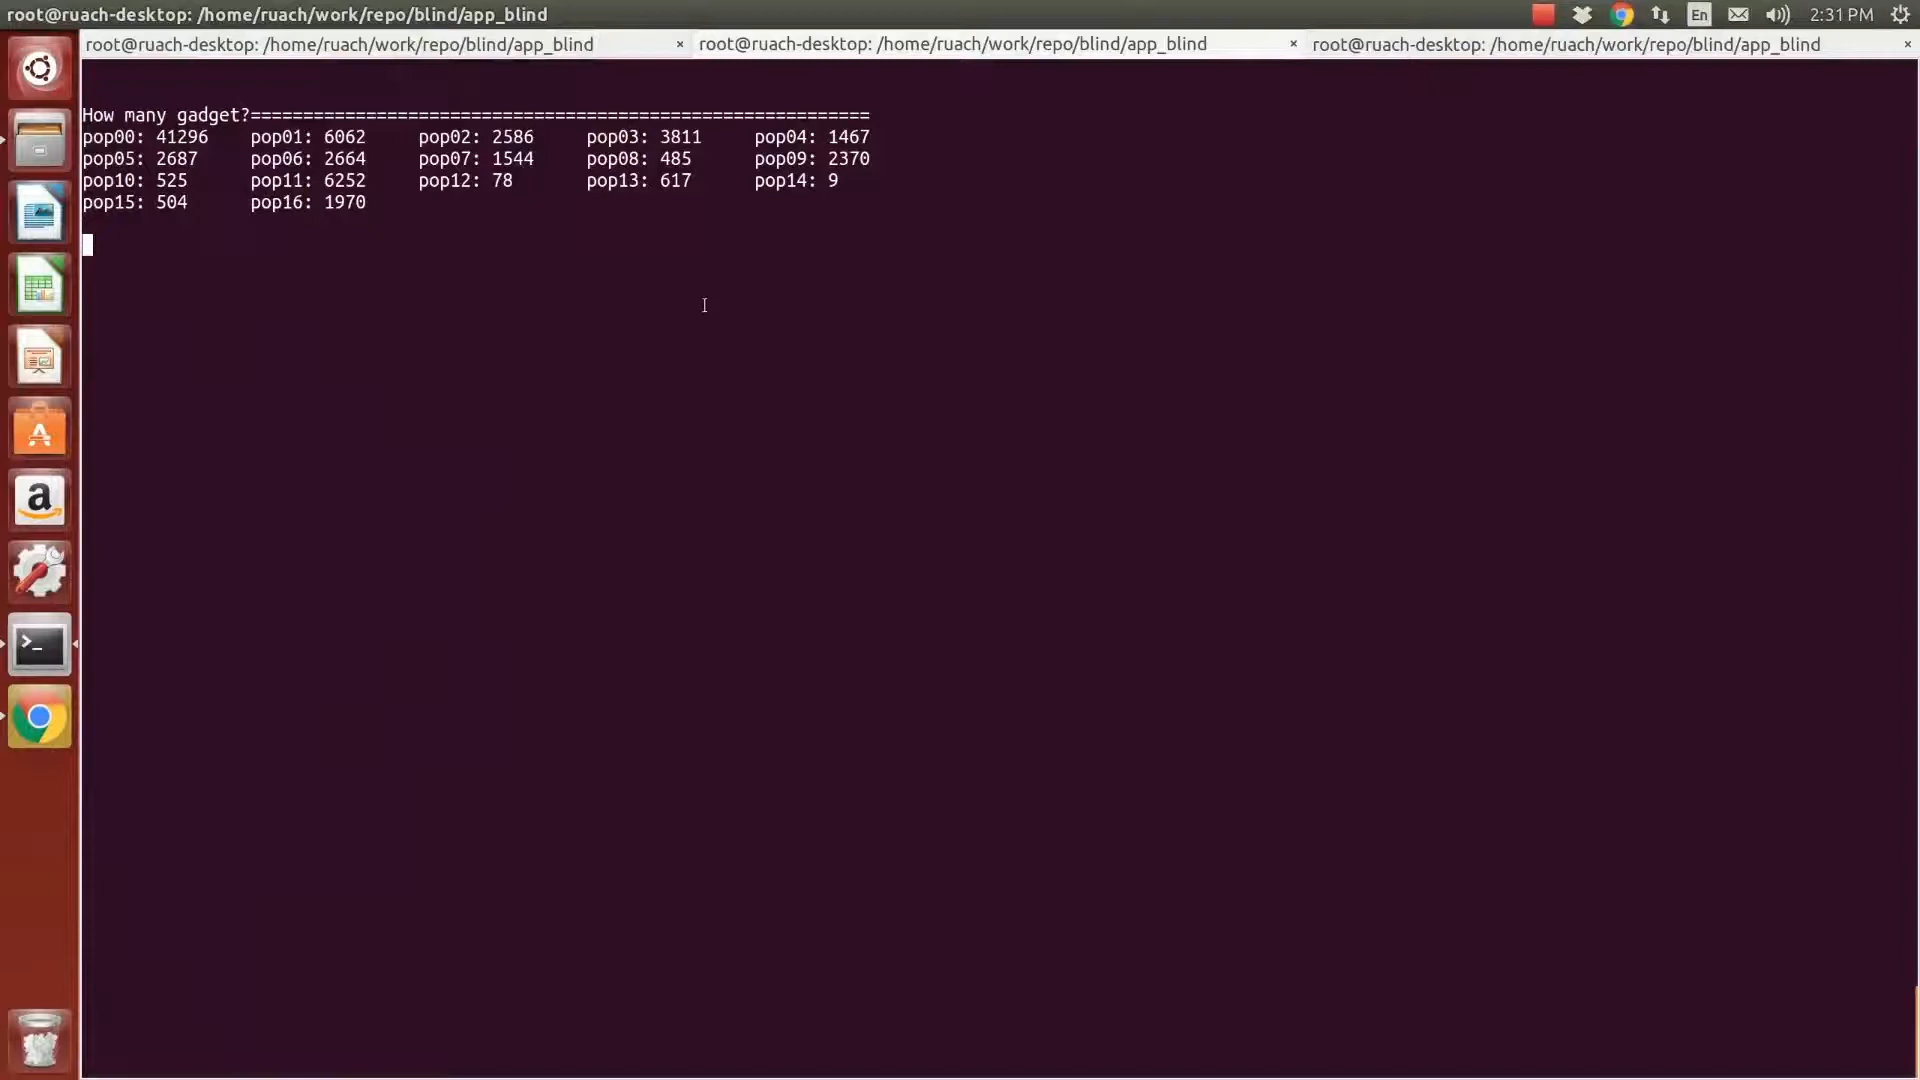 root@ruach-desktop: /home/ruach/work/repo/blind/app_blind
En
2:31 PM
root@ruach-desktop: /home/ruach/work/repo/blind/app_blind × root@ruach-desktop: /home/ruach/work/repo/blind/app_blind × root@ruach-desktop: /home/ruach/work/repo/blind/app_blind ×
How many gadget?===========================================================
pop00: 41296 pop01: 6062 pop02: 2586 pop03: 3811 pop04: 1467
pop05: 2687 pop06: 2664 pop07: 1544 pop08: 485 pop09: 2370
pop10: 525 pop11: 6252 pop12: 78 pop13: 617 pop14: 9
pop15: 504 pop16: 1970